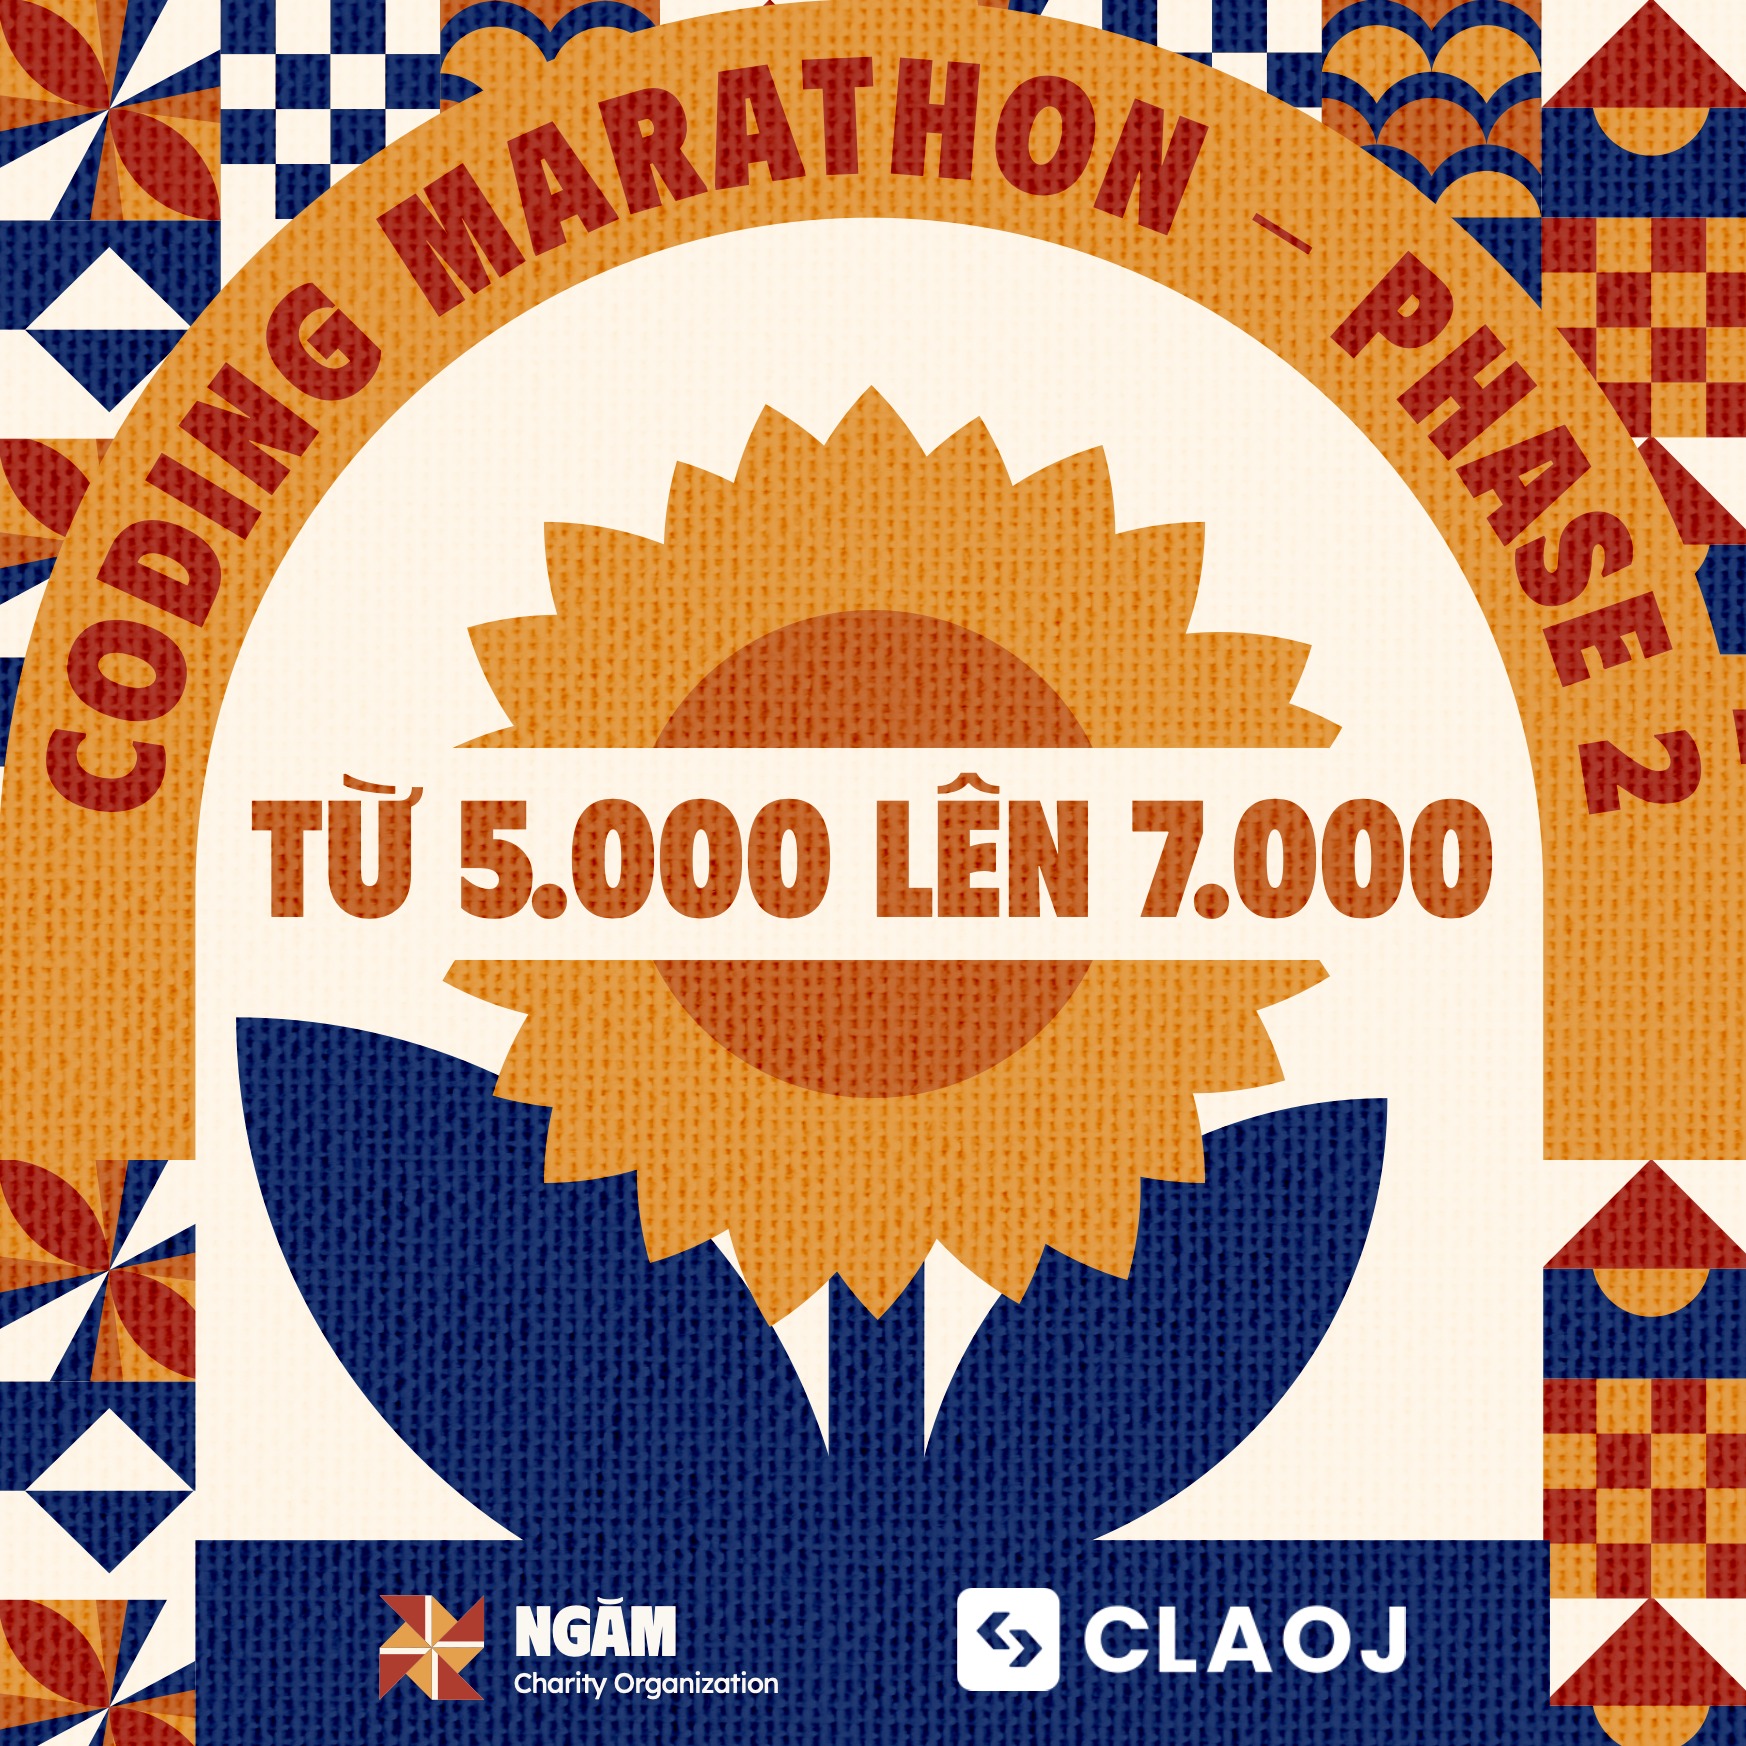 CODING MARATHON – PHASE 2
TỪ 5.000 LÊN 7.000
NGĂM
Charity Organization
CLAOJ